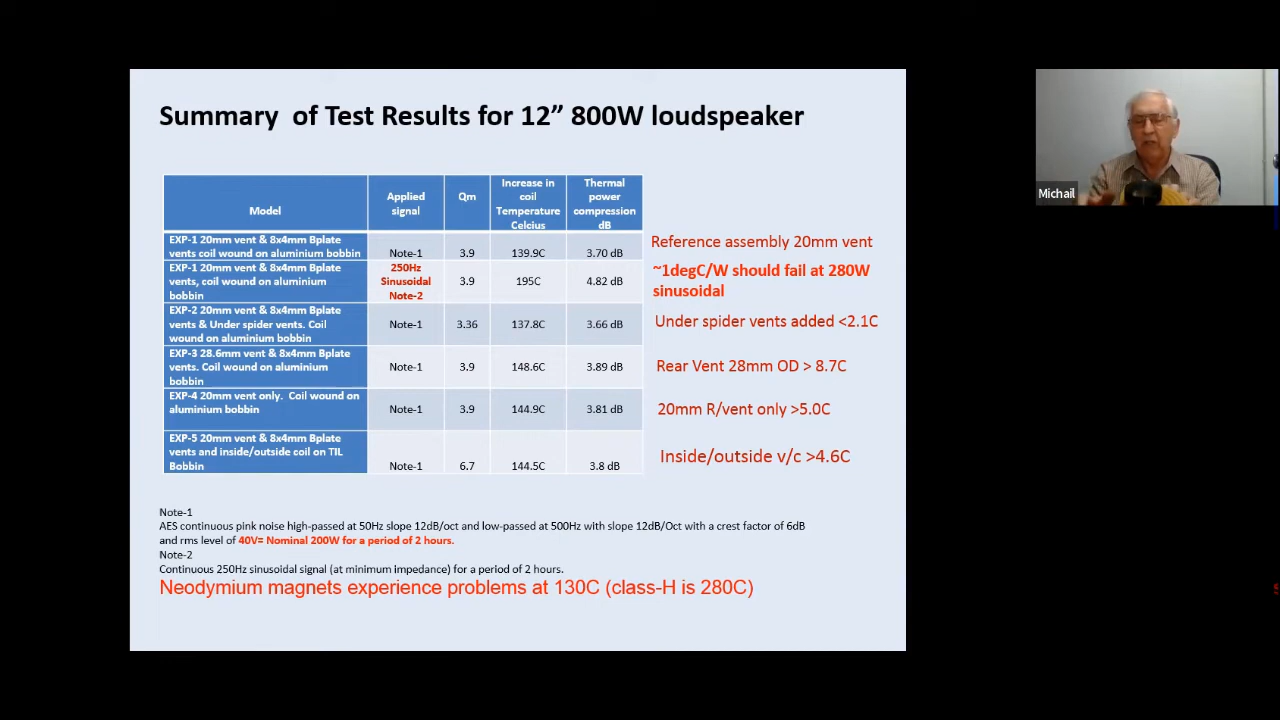 Summary of Test Results for 12” 800W loudspeaker
Model
Applied
signal
Qm
Increase in
coil
Temperature
Celcius
Thermal
power
compression
dB
EXP-1 20mm vent & 8x4mm Bplate
vents coil wound on aluminium bobbin
Note-1
3.9
139.9C
3.70 dB
Reference assembly 20mm vent
EXP-1 20mm vent & 8x4mm Bplate
vents, coil wound on aluminium
bobbin
250Hz
Sinusoidal
Note-2
3.9
195C
4.82 dB
~1degC/W should fail at 280W
sinusoidal
EXP-2 20mm vent & 8x4mm Bplate
vents & Under spider vents. Coil
wound on aluminium bobbin
Note-1
3.36
137.8C
3.66 dB
Under spider vents added <2.1C
EXP-3 28.6mm vent & 8x4mm Bplate
vents. Coil wound on aluminium
bobbin
Note-1
3.9
148.6C
3.89 dB
Rear Vent 28mm OD > 8.7C
EXP-4 20mm vent only. Coil wound on
aluminium bobbin
Note-1
3.9
144.9C
3.81 dB
20mm R/vent only >5.0C
EXP-5 20mm vent & 8x4mm Bplate
vents and inside/outside coil on TIL
Bobbin
Note-1
6.7
144.5C
3.8 dB
Inside/outside v/c >4.6C
Note-1
AES continuous pink noise high-passed at 50Hz slope 12dB/oct and low-passed at 500Hz with slope 12dB/Oct with a crest factor of 6dB
and rms level of 40V= Nominal 200W for a period of 2 hours.
Note-2
Continuous 250Hz sinusoidal signal (at minimum impedance) for a period of 2 hours.
Neodymium magnets experience problems at 130C (class-H is 280C)
Michail